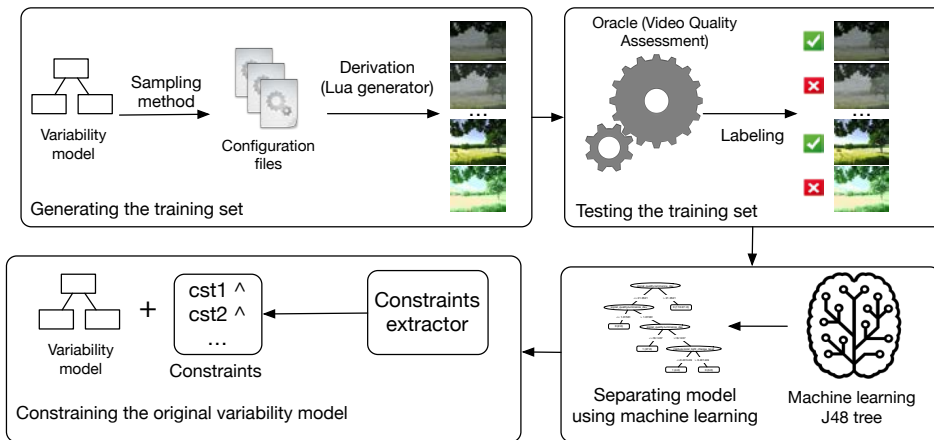 Sampling
method
Variability
model
Configuration
files
Derivation
(Lua generator)
...
Generating the training set
Oracle (Video Quality
Assessment)
Labeling
...
Testing the training set
Variability
model
+
cst1 ^
cst2 ^
...
Constraints
Constraints
extractor
Constraining the original variability model
Separating model
using machine learning
Machine learning
J48 tree